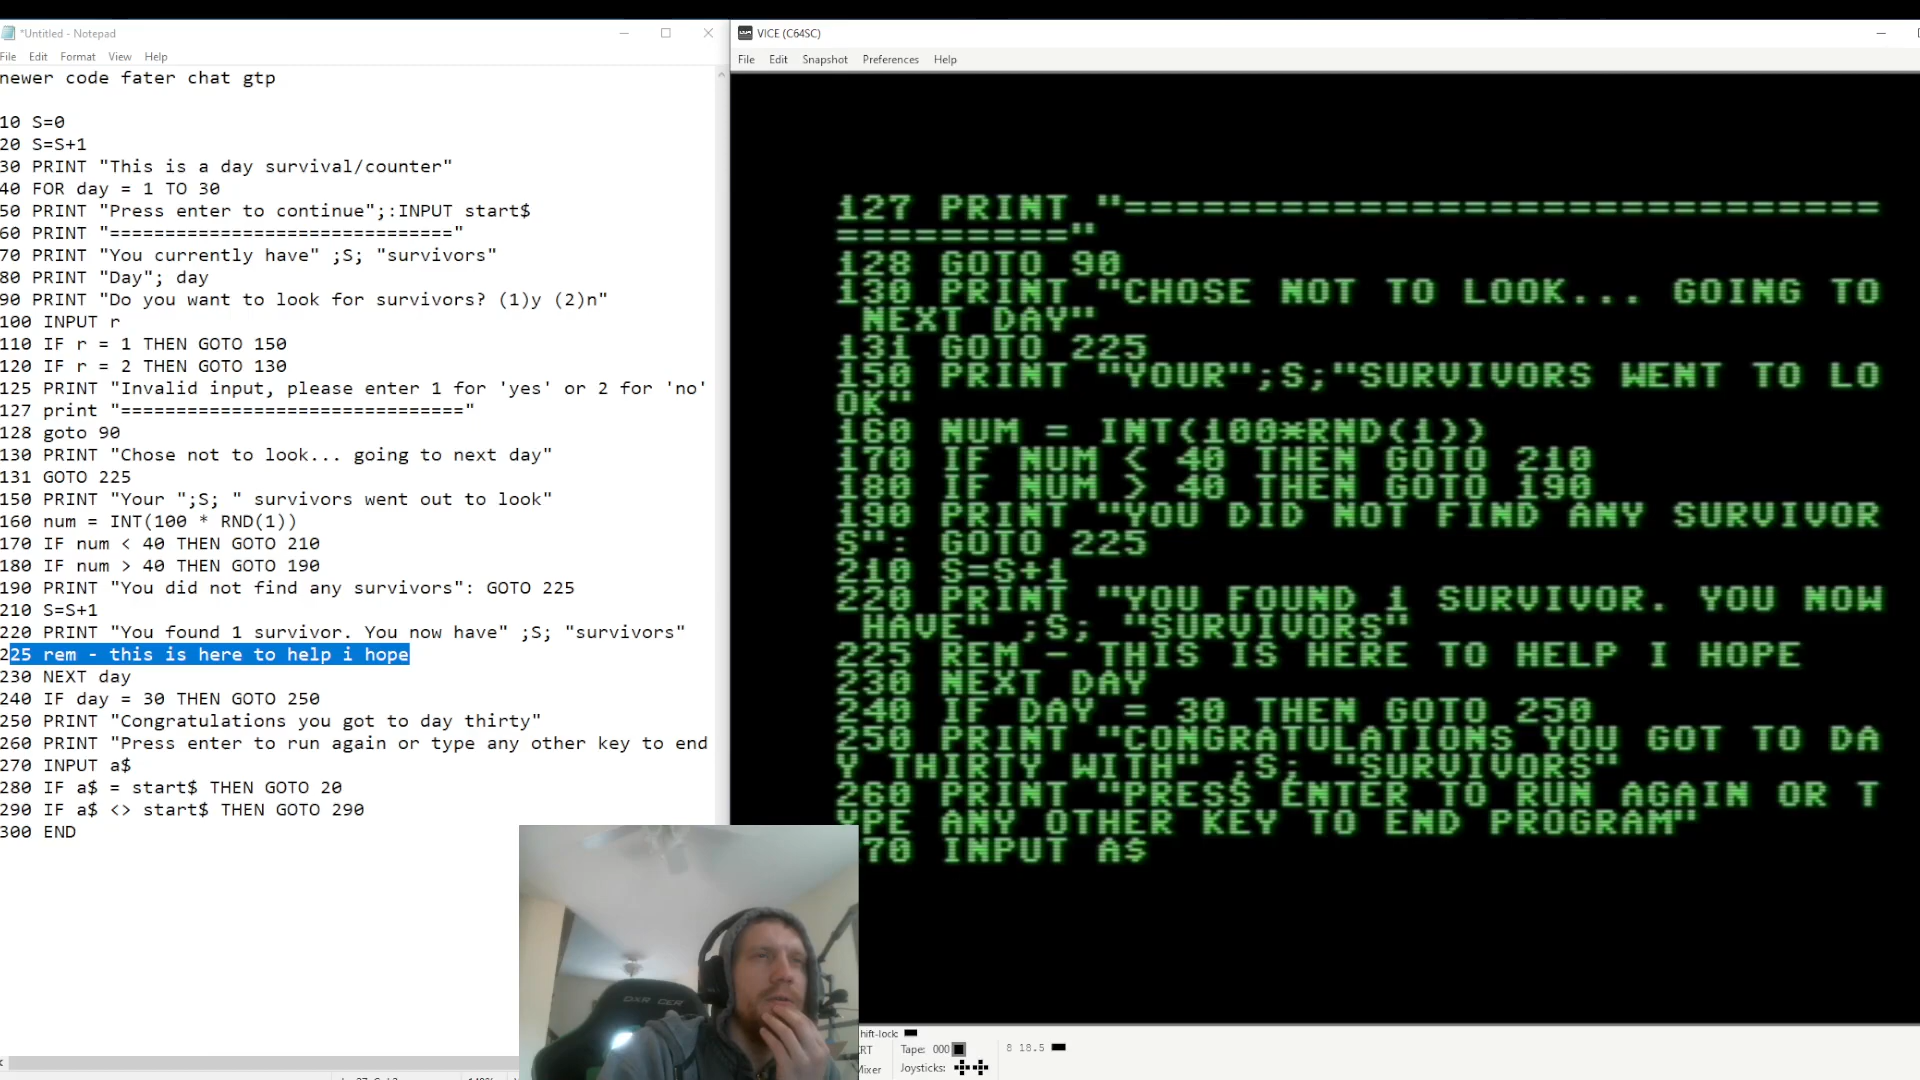 *Untitled - Notepad
File Edit Format View Help
newer code fater chat gtp
10 S=0
20 S=S+1
30 PRINT "This is a day survival/counter"
40 FOR day = 1 TO 30
50 PRINT "Press enter to continue";:INPUT start$
60 PRINT "==============================="
70 PRINT "You currently have" ;S; "survivors"
80 PRINT "Day"; day
90 PRINT "Do you want to look for survivors? (1)y (2)n"
100 INPUT r
110 IF r = 1 THEN GOTO 150
120 IF r = 2 THEN GOTO 130
125 PRINT "Invalid input, please enter 1 for 'yes' or 2 for 'no'
127 print "==============================="
128 goto 90
130 PRINT "Chose not to look... going to next day"
131 GOTO 225
150 PRINT "Your ";S; " survivors went out to look"
160 num = INT(100 * RND(1))
170 IF num < 40 THEN GOTO 210
180 IF num > 40 THEN GOTO 190
190 PRINT "You did not find any survivors": GOTO 225
210 S=S+1
220 PRINT "You found 1 survivor. You now have" ;S; "survivors"
225 rem - this is here to help i hope
230 NEXT day
240 IF day = 30 THEN GOTO 250
250 PRINT "Congratulations you got to day thirty"
260 PRINT "Press enter to run again or type any other key to end
270 INPUT a$
280 IF a$ = start$ THEN GOTO 20
290 IF a$ <> start$ THEN GOTO 290
300 END
VICE (C64SC)
File Edit Snapshot Preferences Help
127 PRINT "=============================
========="
128 GOTO 90
130 PRINT "CHOSE NOT TO LOOK... GOING TO
NEXT DAY"
131 GOTO 225
150 PRINT "YOUR";S;"SURVIVORS WENT TO LO
OK"
160 NUM = INT(100*RND(1))
170 IF NUM < 40 THEN GOTO 210
180 IF NUM > 40 THEN GOTO 190
190 PRINT "YOU DID NOT FIND ANY SURVIVOR
S": GOTO 225
210 S=S+1
220 PRINT "YOU FOUND 1 SURVIVOR. YOU NOW
HAVE" ;S; "SURVIVORS"
225 REM - THIS IS HERE TO HELP I HOPE
230 NEXT DAY
240 IF DAY = 30 THEN GOTO 250
250 PRINT "CONGRATULATIONS YOU GOT TO DA
Y THIRTY WITH" ;S; "SURVIVORS"
260 PRINT "PRESS ENTER TO RUN AGAIN OR T
YPE ANY OTHER KEY TO END PROGRAM"
70 INPUT A$
hift-lock:
CRT Tape: 000 8 18.5
Mixer Joysticks: